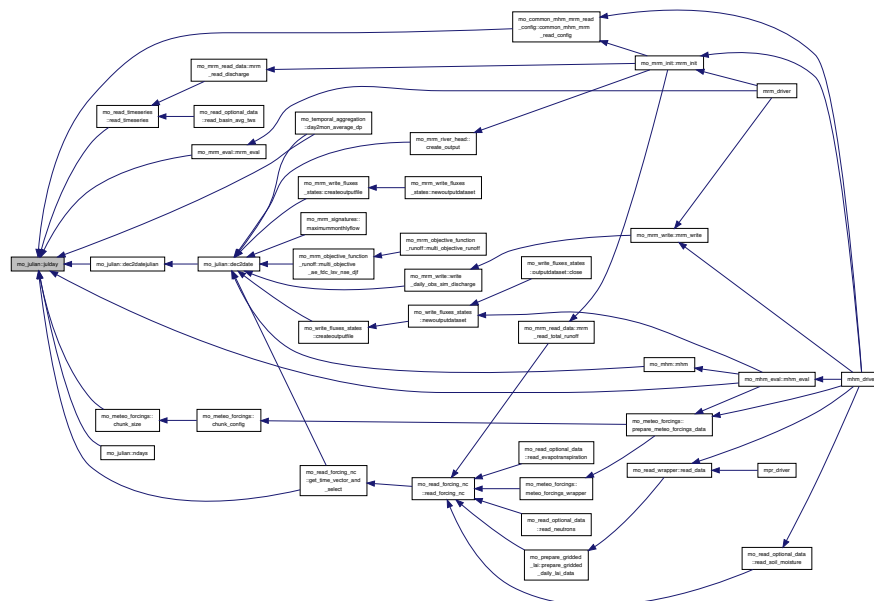 mo_common_mhm_mrm_read
_config::common_mhm_mrm
_read_config
mo_mrm_init::mrm_init
mo_mrm_read_data::mrm
_read_discharge
mrm_driver
mo_read_timeseries
::read_timeseries
mo_read_optional_data
::read_basin_avg_tws
mo_temporal_aggregation
::day2mon_average_dp
mo_mrm_river_head::
create_output
mo_mrm_eval::mrm_eval
mo_mrm_write_fluxes
_states::createoutputfile
mo_mrm_write_fluxes
_states::newoutputdataset
mo_mrm_signatures::
maximummonthlyflow
mo_mrm_write::mrm_write
mo_mrm_objective_function
_runoff::multi_objective_runoff
mo_julian::julday
mo_julian::dec2datejulian
mo_julian::dec2date
mo_mrm_objective_function
_runoff::multi_objective
_ae_fdc_lsv_nse_djf
mo_write_fluxes_states
::outputdataset::close
mo_mrm_write::write
_daily_obs_sim_discharge
mo_write_fluxes_states
::newoutputdataset
mo_write_fluxes_states
::createoutputfile
mo_mrm_read_data::mrm
_read_total_runoff
mo_mhm::mhm
mo_mhm_eval::mhm_eval
mhm_driver
mo_meteo_forcings::
chunk_size
mo_meteo_forcings::
chunk_config
mo_meteo_forcings::
prepare_meteo_forcings_data
mo_julian::ndays
mo_read_optional_data
::read_evapotranspiration
mo_read_wrapper::read_data
mpr_driver
mo_read_forcing_nc
::get_time_vector_and
_select
mo_read_forcing_nc
::read_forcing_nc
mo_meteo_forcings::
meteo_forcings_wrapper
mo_read_optional_data
::read_neutrons
mo_prepare_gridded
_lai::prepare_gridded
_daily_lai_data
mo_read_optional_data
::read_soil_moisture